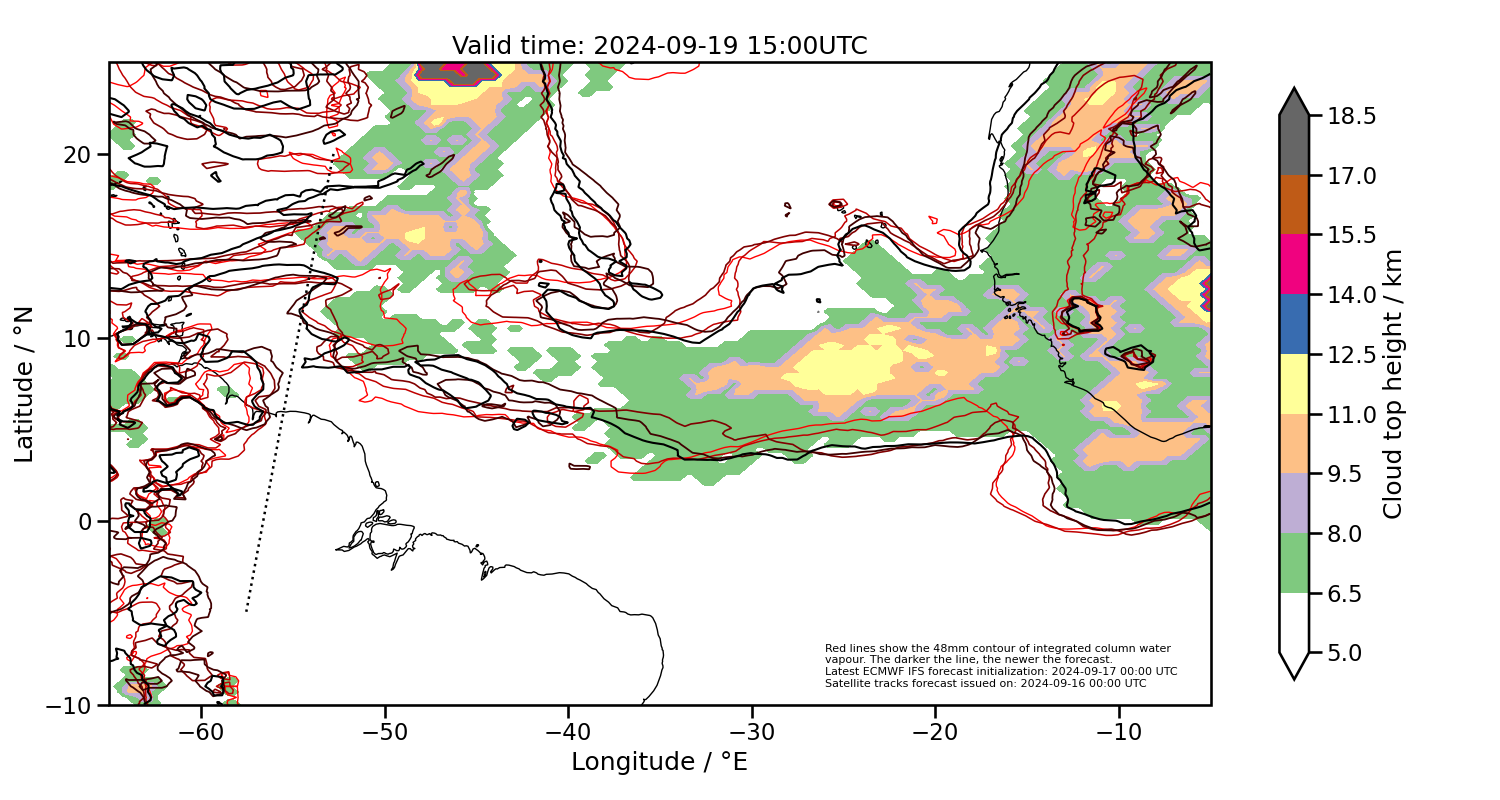 Valid time: 2024-09-19 15:00UTC
Latitude / °N
20
10
0
−10
−60
−50
−40
−30
−20
−10
Longitude / °E
Red lines show the 48mm contour of integrated column water
vapour. The darker the line, the newer the forecast.
Latest ECMWF IFS forecast initialization: 2024-09-17 00:00 UTC
Satellite tracks forecast issued on: 2024-09-16 00:00 UTC
18.5
17.0
15.5
14.0
12.5
11.0
9.5
8.0
6.5
5.0
Cloud top height / km